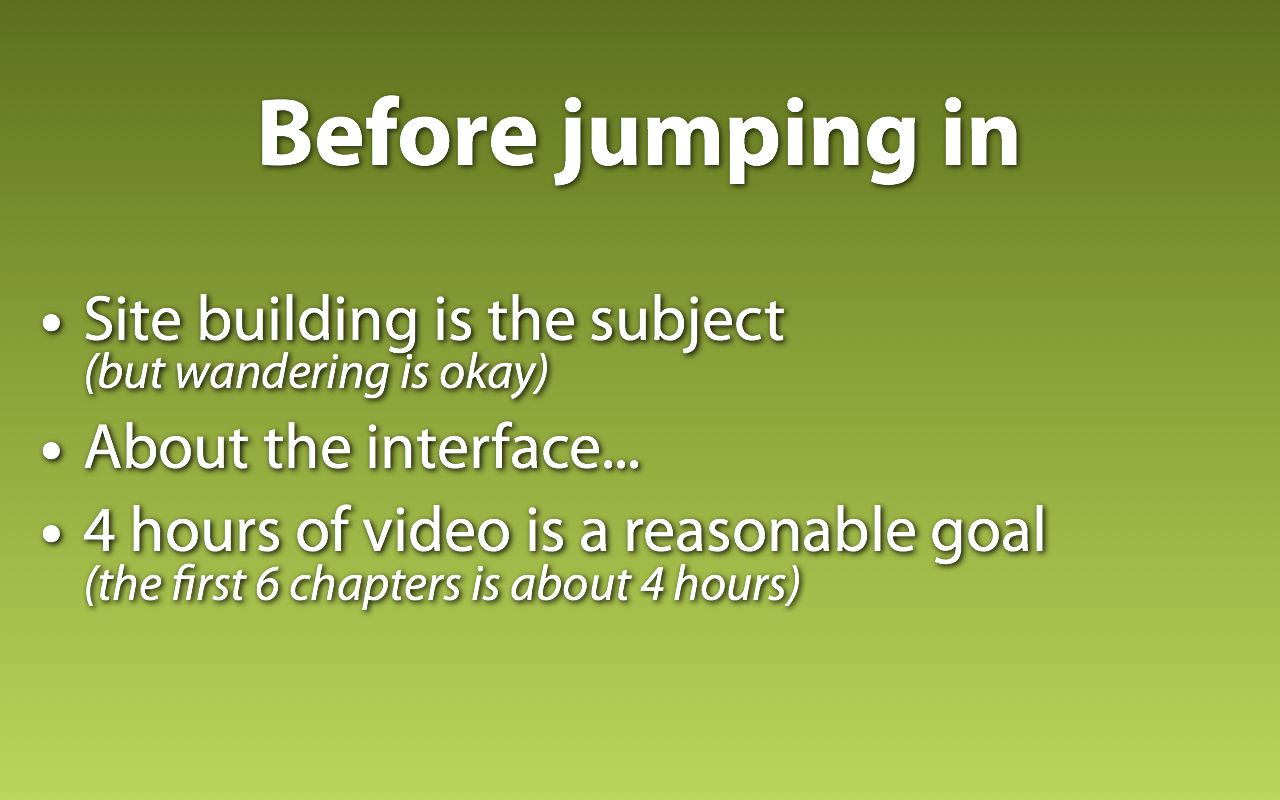 Before jumping in
• Site building is the subject
(but wandering is okay)
• About the interface...
• 4 hours of video is a reasonable goal
(the first 6 chapters is about 4 hours)